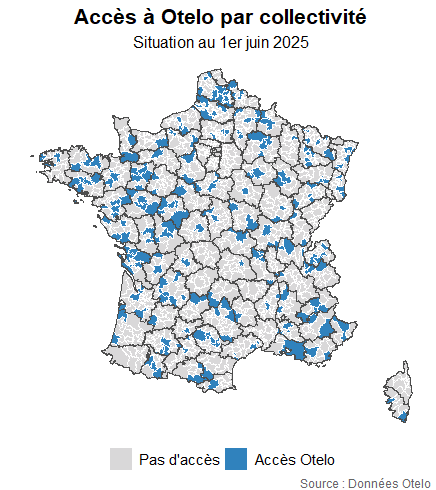 Accès à Otelo par collectivité
Situation au 1er juin 2025
Pas d'accès
Accès Otelo
Source : Données Otelo